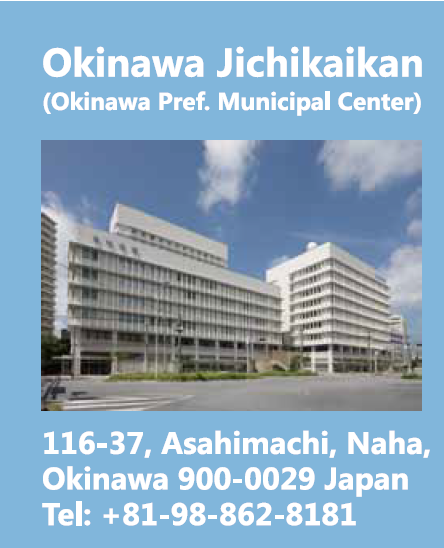 Okinawa Jichikaikan
(Okinawa Pref. Municipal Center)
116-37, Asahimachi, Naha,
Okinawa 900-0029 Japan
Tel: +81-98-862-8181